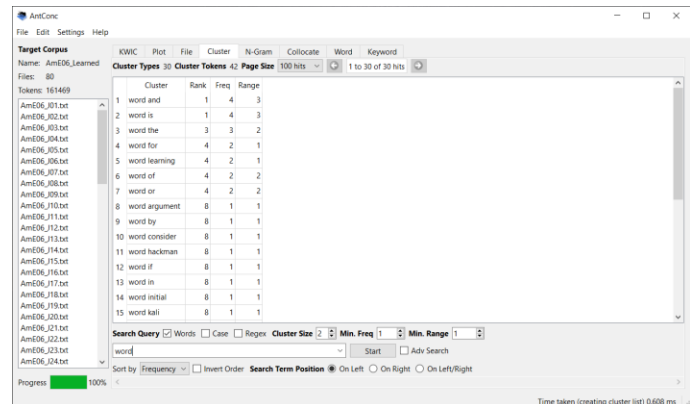 AntConc
File Edit Settings Help
Target Corpus
Name: AmE06_Learned
Files: 80
Tokens: 161469
AmE06_J01.txt
AmE06_J02.txt
AmE06_J03.txt
AmE06_J04.txt
AmE06_J05.txt
AmE06_J06.txt
AmE06_J07.txt
AmE06_J08.txt
AmE06_J09.txt
AmE06_J10.txt
AmE06_J11.txt
AmE06_J12.txt
AmE06_J13.txt
AmE06_J14.txt
AmE06_J15.txt
AmE06_J16.txt
AmE06_J17.txt
AmE06_J18.txt
AmE06_J19.txt
AmE06_J20.txt
AmE06_J21.txt
AmE06_J22.txt
AmE06_J23.txt
AmE06_J24.txt
Progress 100%
KWIC Plot File Cluster N-Gram Collocate Word Keyword
Cluster Types 30 Cluster Tokens 42 Page Size 100 hits 1 to 30 of 30 hits
Cluster Rank Freq Range
1 word and 1 4 3
2 word is 1 4 3
3 word the 3 3 2
4 word for 4 2 1
5 word learning 4 2 1
6 word of 4 2 2
7 word or 4 2 2
8 word argument 8 1 1
9 word by 8 1 1
10 word consider 8 1 1
11 word hackman 8 1 1
12 word if 8 1 1
13 word in 8 1 1
14 word initial 8 1 1
15 word kali 8 1 1
Search Query Words Case Regex Cluster Size 2 Min. Freq 1 Min. Range 1
word Start Adv Search
Sort by Frequency Invert Order Search Term Position On Left On Right On Left/Right
Time taken (creating cluster list) 0.608 ms